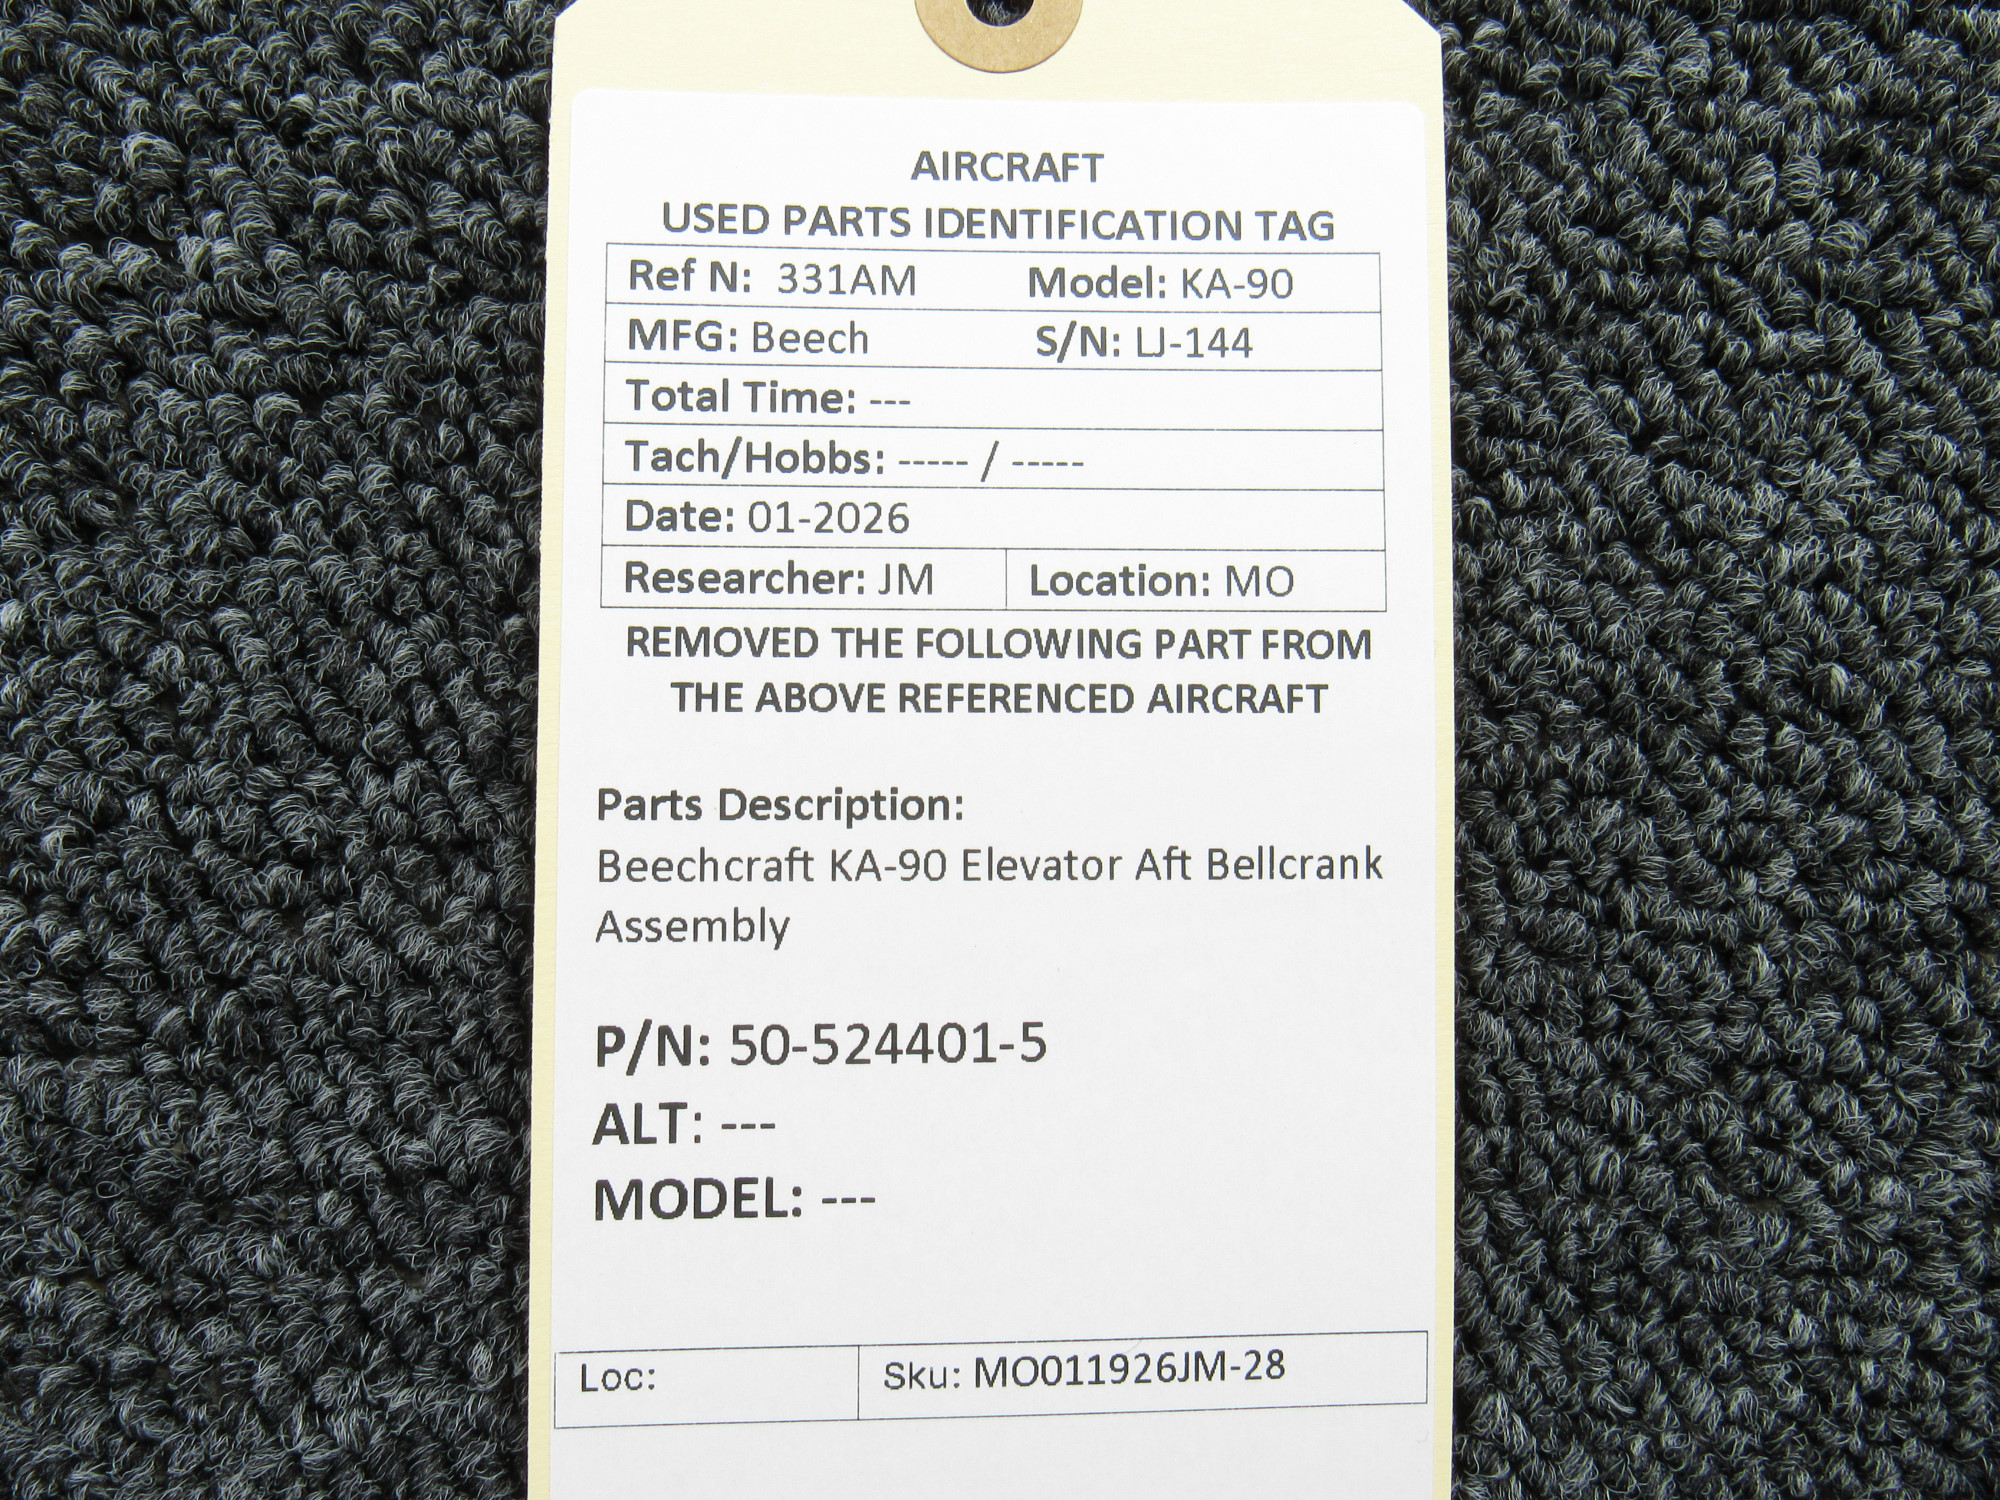 AIRCRAFT
USED PARTS IDENTIFICATION TAG
Ref N: 331AM Model: KA-90
MFG: Beech S/N: LJ-144
Total Time: ---
Tach/Hobbs: ----- / -----
Date: 01-2026
Researcher: JM Location: MO
REMOVED THE FOLLOWING PART FROM
THE ABOVE REFERENCED AIRCRAFT
Parts Description:
Beechcraft KA-90 Elevator Aft Bellcrank
Assembly
P/N: 50-524401-5
ALT: ---
MODEL: ---
Loc: Sku: MO011926JM-28